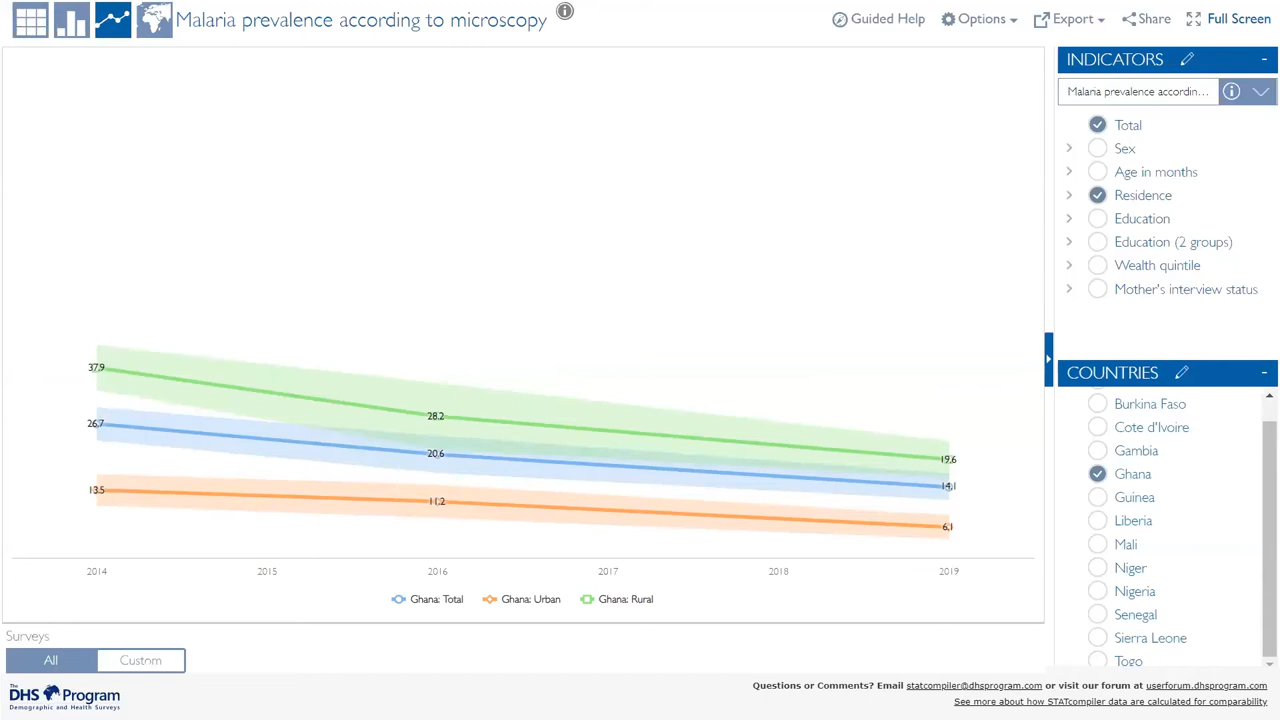 Malaria prevalence according to microscopy
Guided Help
Options
Export
Share
Full Screen
INDICATORS
-
Malaria prevalence accordin...
Total
Sex
Age in months
Residence
Education
Education (2 groups)
Wealth quintile
Mother's interview status
COUNTRIES
-
Burkina Faso
Cote d'Ivoire
Gambia
Ghana
Guinea
Liberia
Mali
Niger
Nigeria
Senegal
Sierra Leone
Togo
37.9
28.2
19.6
26.7
20.6
14.1
13.5
11.2
6.1
2014 2015 2016 2017 2018 2019
Ghana: Total Ghana: Urban Ghana: Rural
Surveys
All Custom
The DHS Program
Demographic and Health Surveys
Questions or Comments? Email statcompiler@dhsprogram.com or visit our forum at userforum.dhsprogram.com
See more about how STATcompiler data are calculated for comparability